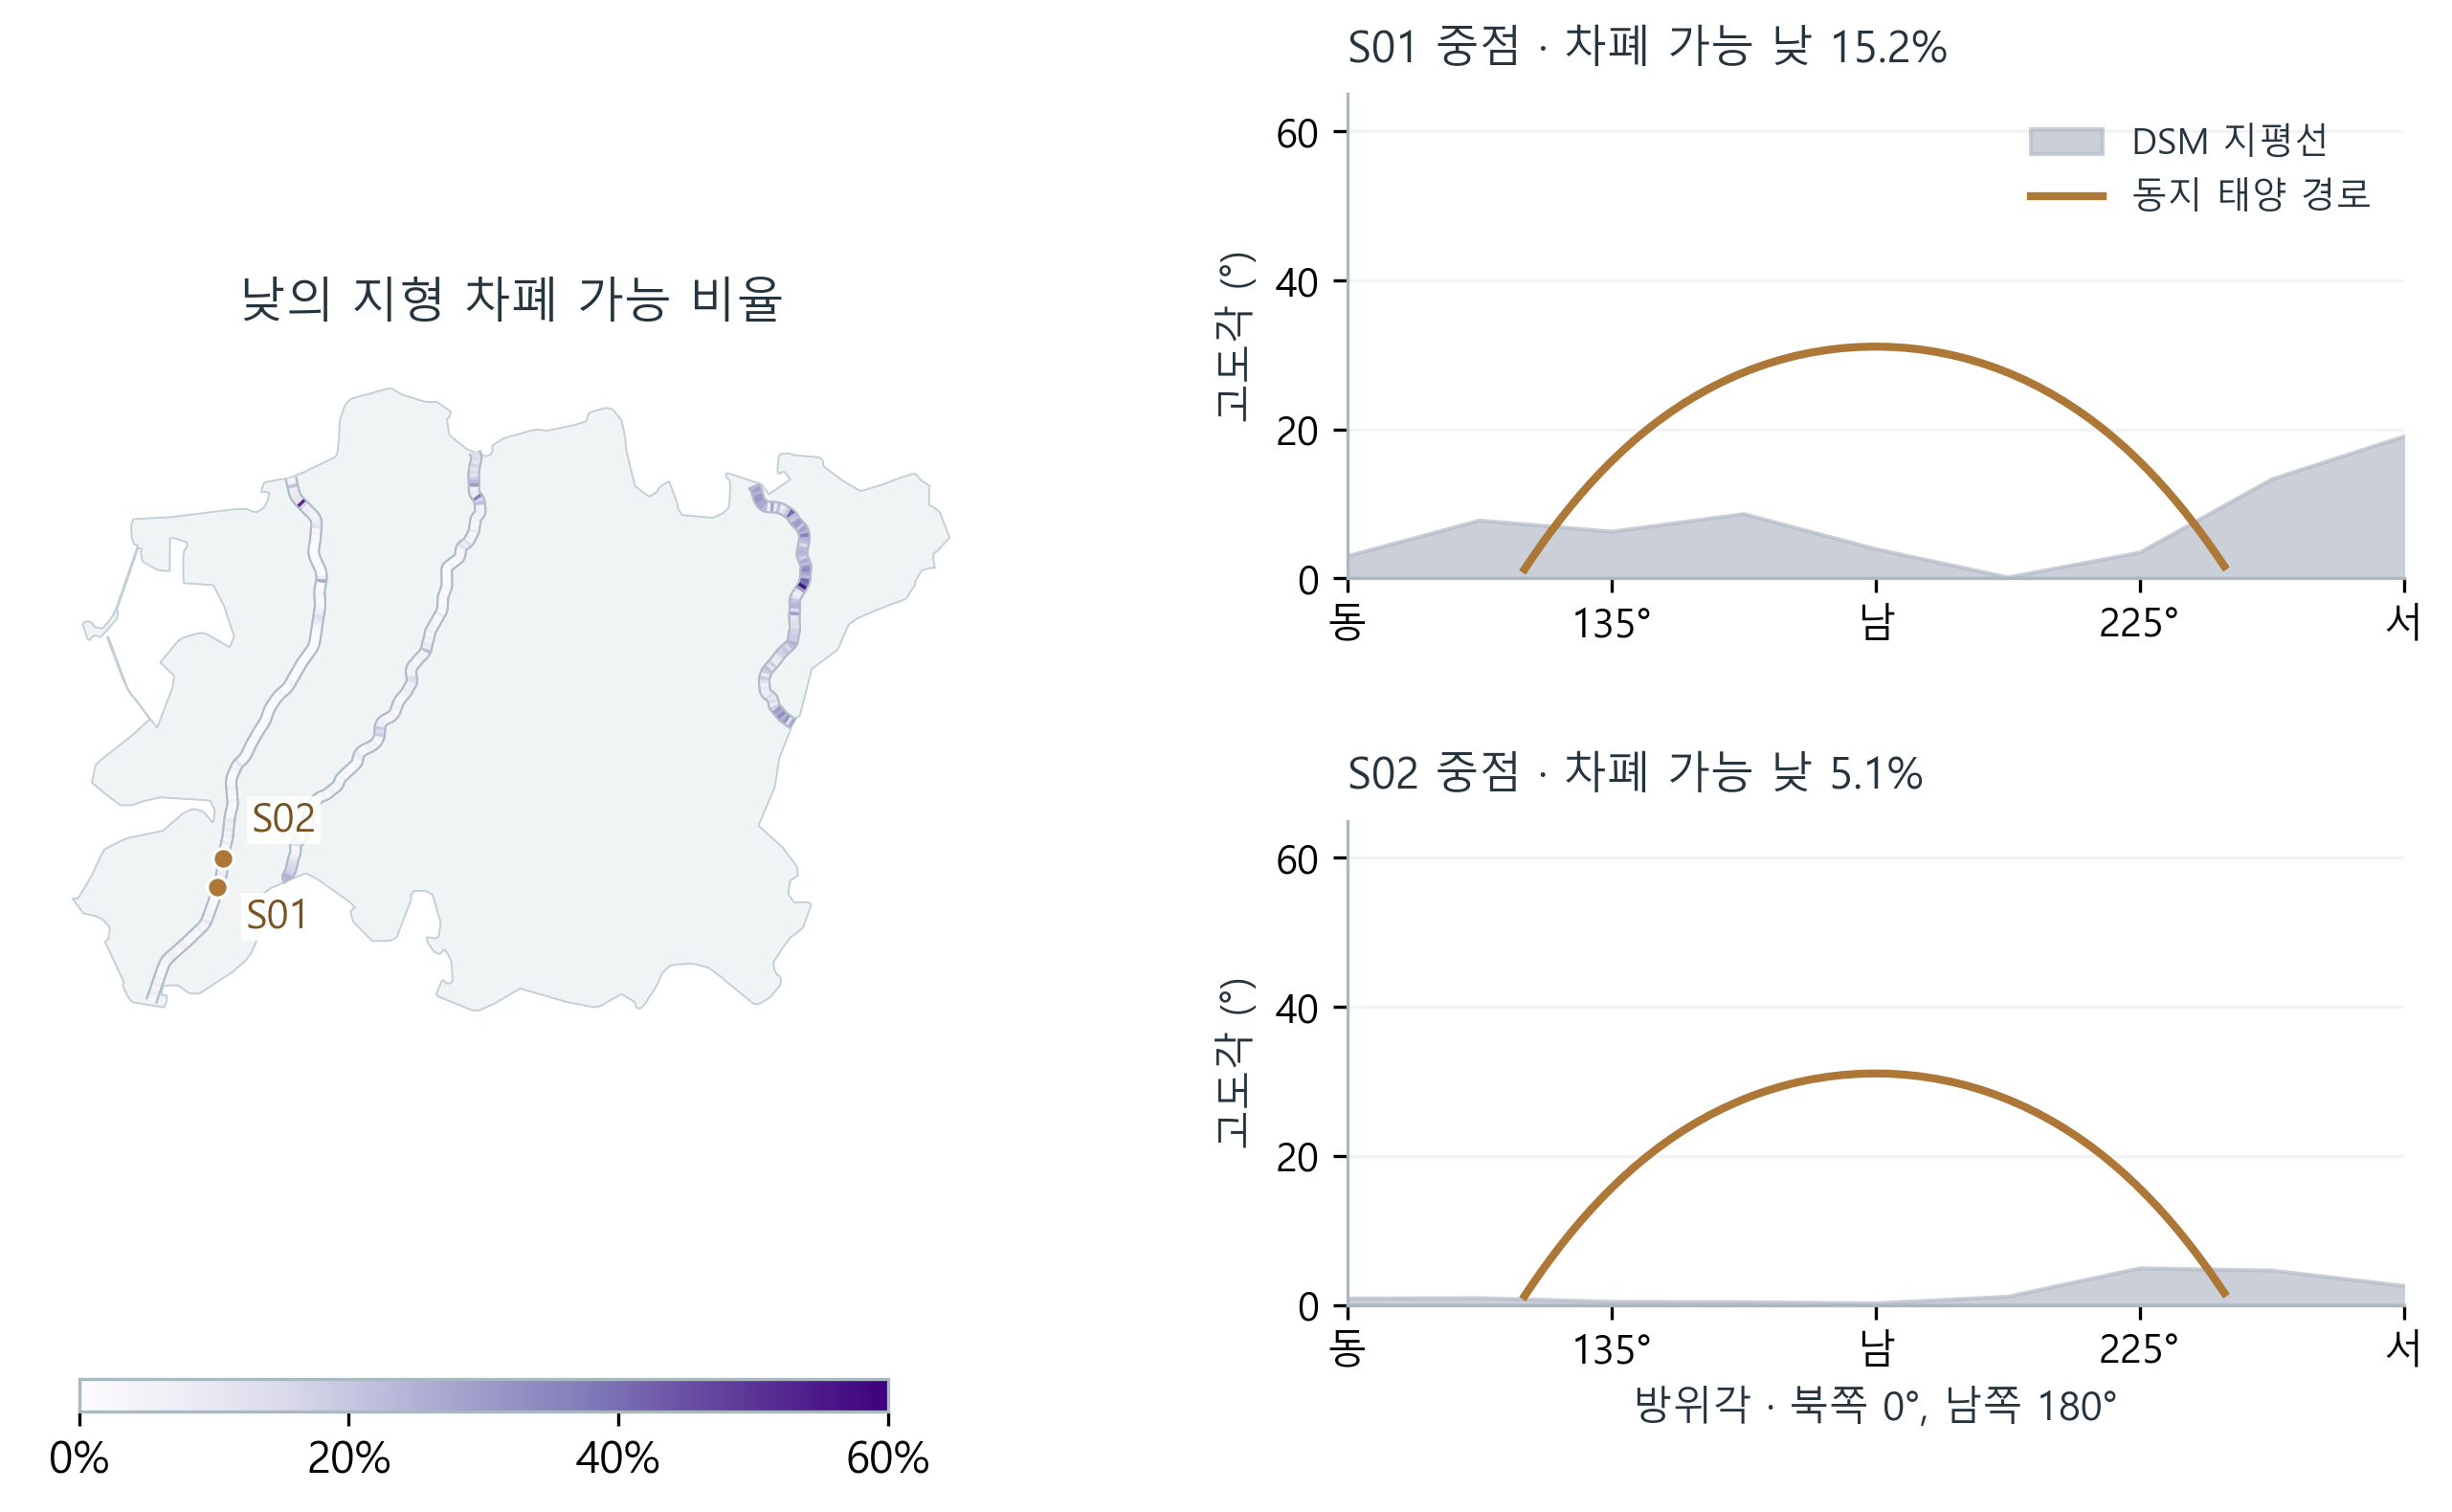 낮의 지형 차폐 가능 비율
S02
S01
0%
20%
40%
60%
S01 중점 · 차폐 가능 낮 15.2%
DSM 지평선
동지 태양 경로
고도각 (°)
60
40
20
0
동
135°
남
225°
서
S02 중점 · 차폐 가능 낮 5.1%
고도각 (°)
60
40
20
0
동
135°
남
225°
서
방위각 · 북쪽 0°, 남쪽 180°